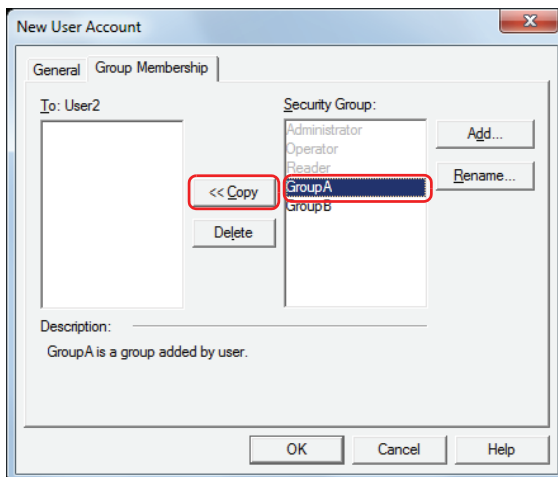 New User Account
General Group Membership
To: User2
Security Group:
Administrator
Operator
Reader
GroupA
GroupB
<< Copy
Delete
Add...
Rename...
Description:
GroupA is a group added by user.
OK Cancel Help